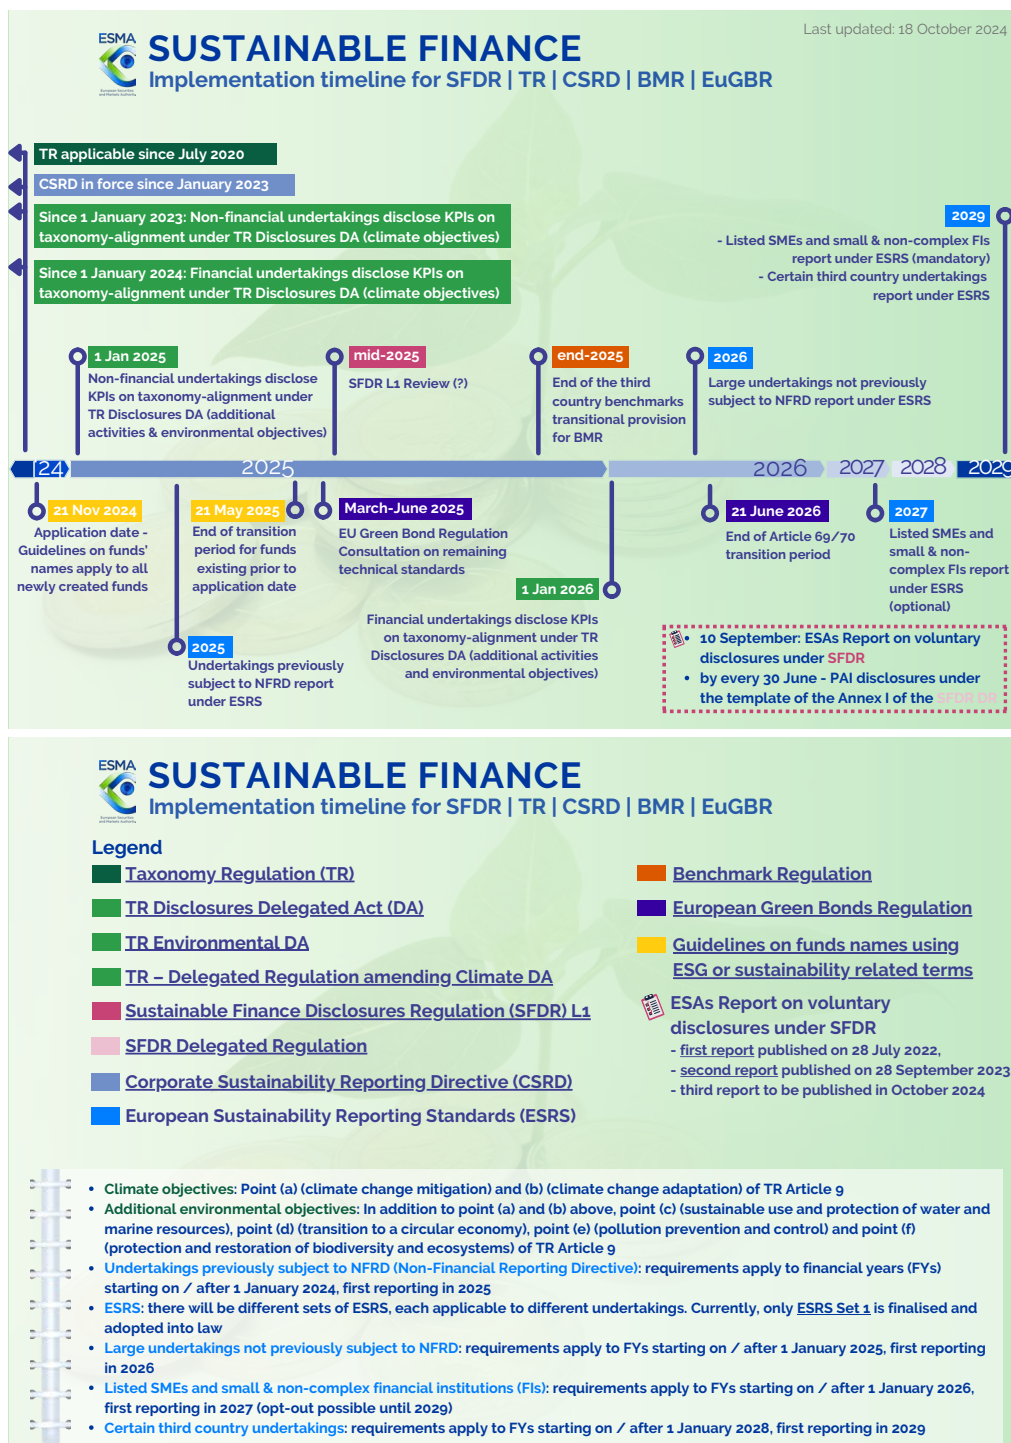 Last updated: 18 October 2024
ESMA
SUSTAINABLE FINANCE
Implementation timeline for SFDR | TR | CSRD | BMR | EuGBR
TR applicable since July 2020
CSRD in force since January 2023
Since 1 January 2023: Non-financial undertakings disclose KPIs on
taxonomy-alignment under TR Disclosures DA (climate objectives)
Since 1 January 2024: Financial undertakings disclose KPIs on
taxonomy-alignment under TR Disclosures DA (climate objectives)
2029
- Listed SMEs and small & non-complex FIs
report under ESRS (mandatory)
- Certain third country undertakings
report under ESRS
1 Jan 2025
Non-financial undertakings disclose
KPIs on taxonomy-alignment under
TR Disclosures DA (additional
activities & environmental objectives)
mid-2025
SFDR L1 Review (?)
end-2025
End of the third
country benchmarks
transitional provision
for BMR
2026
Large undertakings not previously
subject to NFRD report under ESRS
24
2025
2026
2027
2028
2029
21 Nov 2024
Application date -
Guidelines on funds'
names apply to all
newly created funds
21 May 2025
End of transition
period for funds
existing prior to
application date
March-June 2025
EU Green Bond Regulation
Consultation on remaining
technical standards
21 June 2026
End of Article 69/70
transition period
2027
Listed SMEs and
small & non-
complex FIs report
under ESRS
(optional)
1 Jan 2026
Financial undertakings disclose KPIs
on taxonomy-alignment under TR
Disclosures DA (additional activities
and environmental objectives)
2025
Undertakings previously
subject to NFRD report
under ESRS
• 10 September: ESAs Report on voluntary
disclosures under SFDR
• by every 30 June - PAI disclosures under
the template of the Annex I of the SFDR DR
ESMA
SUSTAINABLE FINANCE
Implementation timeline for SFDR | TR | CSRD | BMR | EuGBR
Legend
Taxonomy Regulation (TR)
TR Disclosures Delegated Act (DA)
TR Environmental DA
TR – Delegated Regulation amending Climate DA
Sustainable Finance Disclosures Regulation (SFDR) L1
SFDR Delegated Regulation
Corporate Sustainability Reporting Directive (CSRD)
European Sustainability Reporting Standards (ESRS)
Benchmark Regulation
European Green Bonds Regulation
Guidelines on funds names using
ESG or sustainability related terms
ESAs Report on voluntary
disclosures under SFDR
- first report published on 28 July 2022,
- second report published on 28 September 2023
- third report to be published in October 2024
• Climate objectives: Point (a) (climate change mitigation) and (b) (climate change adaptation) of TR Article 9
• Additional environmental objectives: In addition to point (a) and (b) above, point (c) (sustainable use and protection of water and
marine resources), point (d) (transition to a circular economy), point (e) (pollution prevention and control) and point (f)
(protection and restoration of biodiversity and ecosystems) of TR Article 9
• Undertakings previously subject to NFRD (Non-Financial Reporting Directive): requirements apply to financial years (FYs)
starting on / after 1 January 2024, first reporting in 2025
• ESRS: there will be different sets of ESRS, each applicable to different undertakings. Currently, only ESRS Set 1 is finalised and
adopted into law
• Large undertakings not previously subject to NFRD: requirements apply to FYs starting on / after 1 January 2025, first reporting
in 2026
• Listed SMEs and small & non-complex financial institutions (FIs): requirements apply to FYs starting on / after 1 January 2026,
first reporting in 2027 (opt-out possible until 2029)
• Certain third country undertakings: requirements apply to FYs starting on / after 1 January 2028, first reporting in 2029